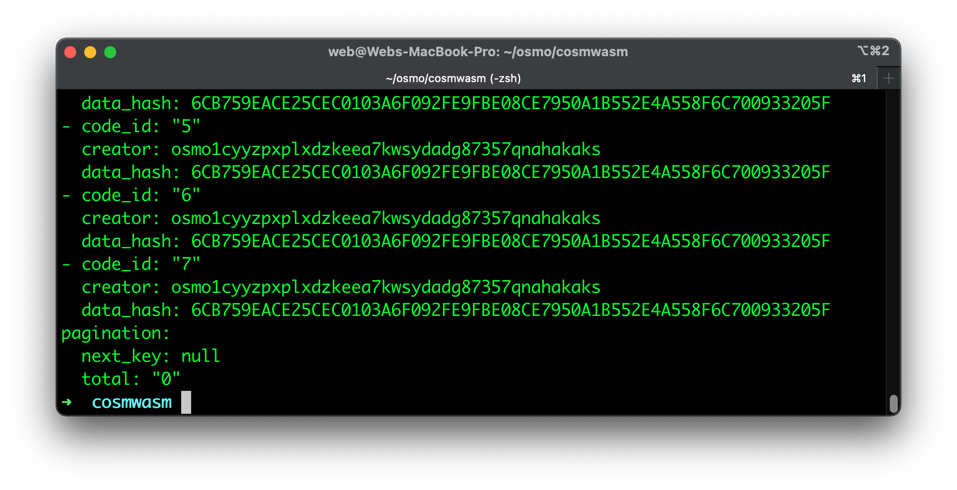 web@Webs-MacBook-Pro: ~/osmo/cosmwasm
⌥⌘2
~/osmo/cosmwasm (-zsh)
⌘1
+
data_hash: 6CB759EACE25CEC0103A6F092FE9FBE08CE7950A1B552E4A558F6C700933205F
- code_id: "5"
creator: osmo1cyyzpxplxdzkeea7kwsydadg87357qnahakaks
data_hash: 6CB759EACE25CEC0103A6F092FE9FBE08CE7950A1B552E4A558F6C700933205F
- code_id: "6"
creator: osmo1cyyzpxplxdzkeea7kwsydadg87357qnahakaks
data_hash: 6CB759EACE25CEC0103A6F092FE9FBE08CE7950A1B552E4A558F6C700933205F
- code_id: "7"
creator: osmo1cyyzpxplxdzkeea7kwsydadg87357qnahakaks
data_hash: 6CB759EACE25CEC0103A6F092FE9FBE08CE7950A1B552E4A558F6C700933205F
pagination:
next_key: null
total: "0"
→ cosmwasm